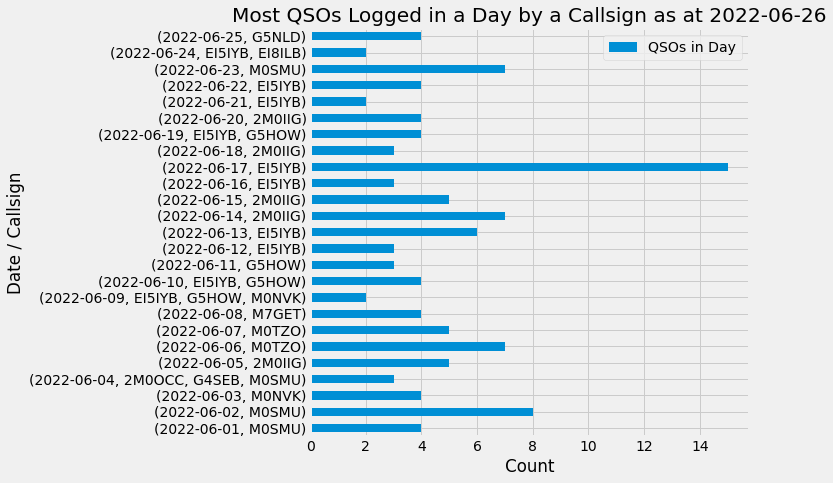 Most QSOs Logged in a Day by a Callsign as at 2022-06-26
QSOs in Day
Date / Callsign
(2022-06-25, G5NLD)
(2022-06-24, EI5IYB, EI8ILB)
(2022-06-23, M0SMU)
(2022-06-22, EI5IYB)
(2022-06-21, EI5IYB)
(2022-06-20, 2M0IIG)
(2022-06-19, EI5IYB, G5HOW)
(2022-06-18, 2M0IIG)
(2022-06-17, EI5IYB)
(2022-06-16, EI5IYB)
(2022-06-15, 2M0IIG)
(2022-06-14, 2M0IIG)
(2022-06-13, EI5IYB)
(2022-06-12, EI5IYB)
(2022-06-11, G5HOW)
(2022-06-10, EI5IYB, G5HOW)
(2022-06-09, EI5IYB, G5HOW, M0NVK)
(2022-06-08, M7GET)
(2022-06-07, M0TZO)
(2022-06-06, M0TZO)
(2022-06-05, 2M0IIG)
(2022-06-04, 2M0OCC, G4SEB, M0SMU)
(2022-06-03, M0NVK)
(2022-06-02, M0SMU)
(2022-06-01, M0SMU)
0 2 4 6 8 10 12 14
Count